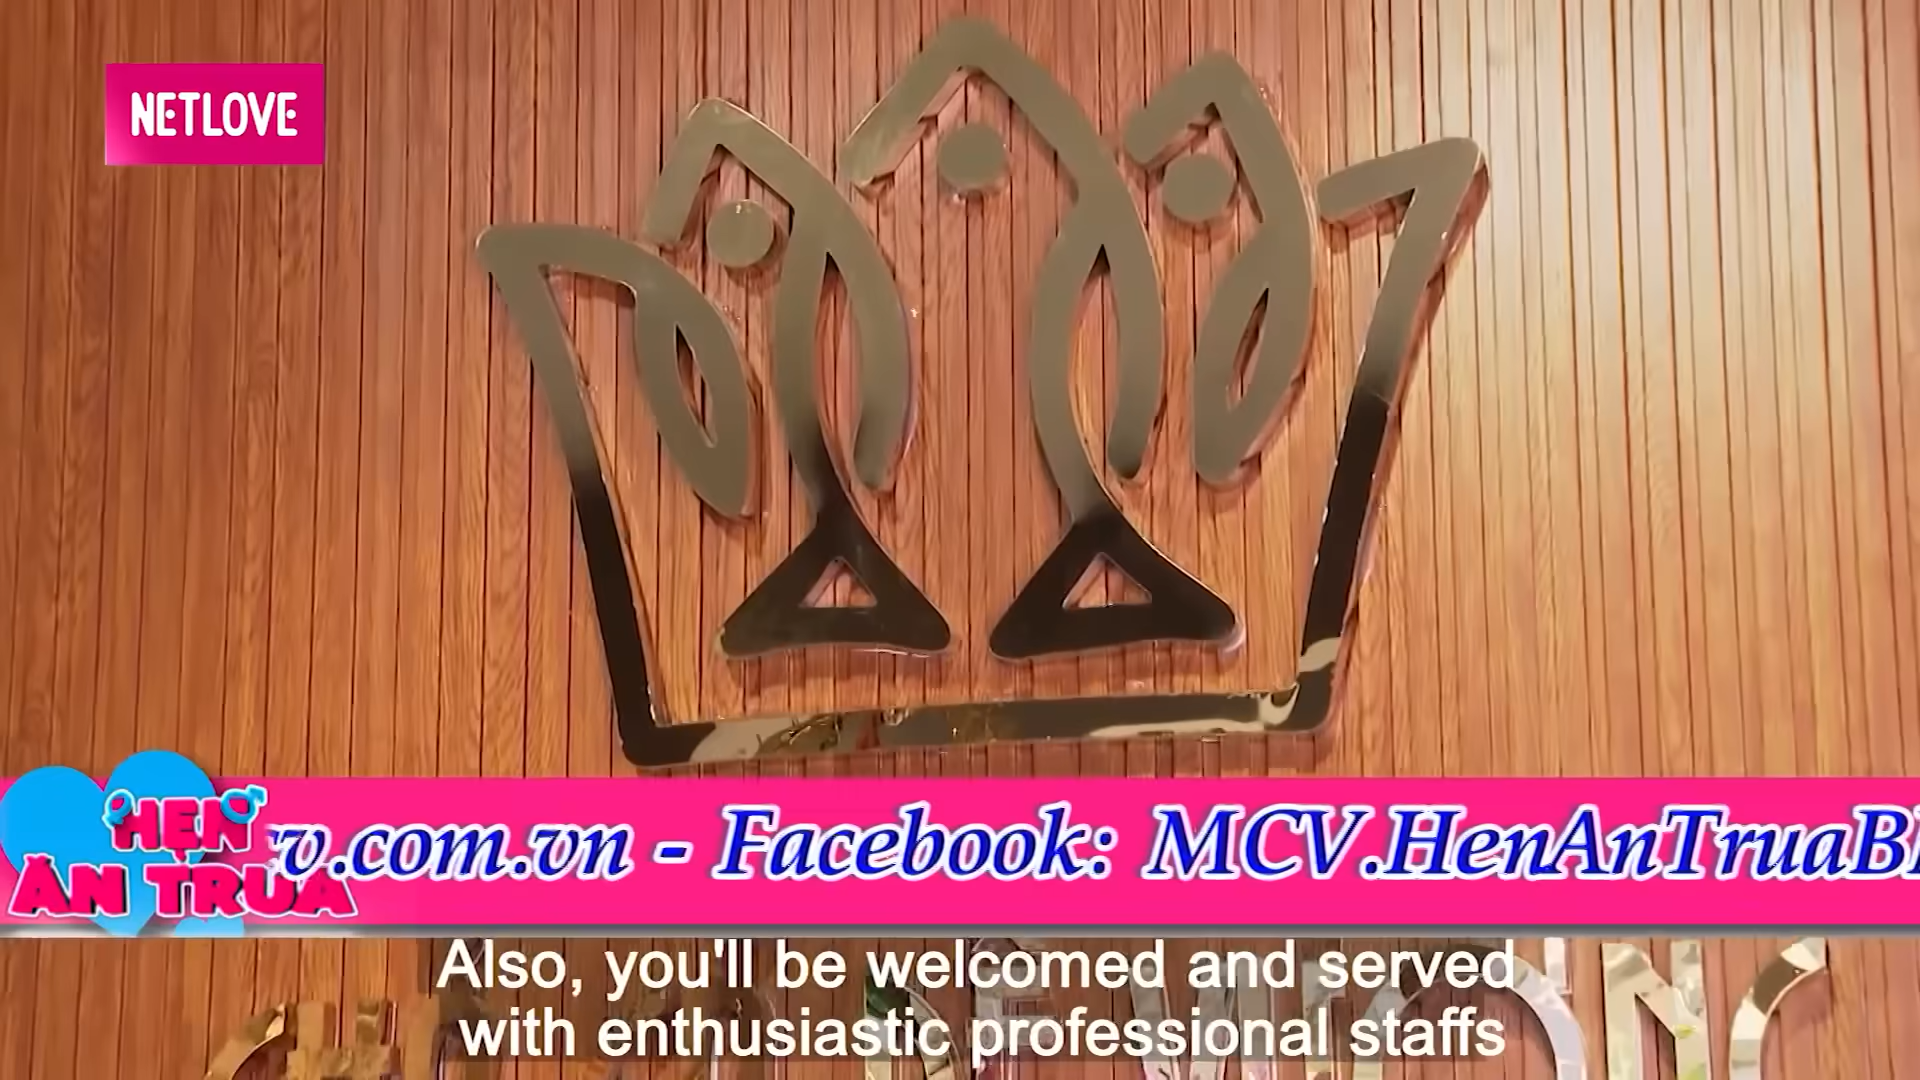 NETLOVE
HẸN
ĂN TRƯA
v.com.vn - Facebook: MCV.HenAnTruaB
Also, you'll be welcomed and served
with enthusiastic professional staffs